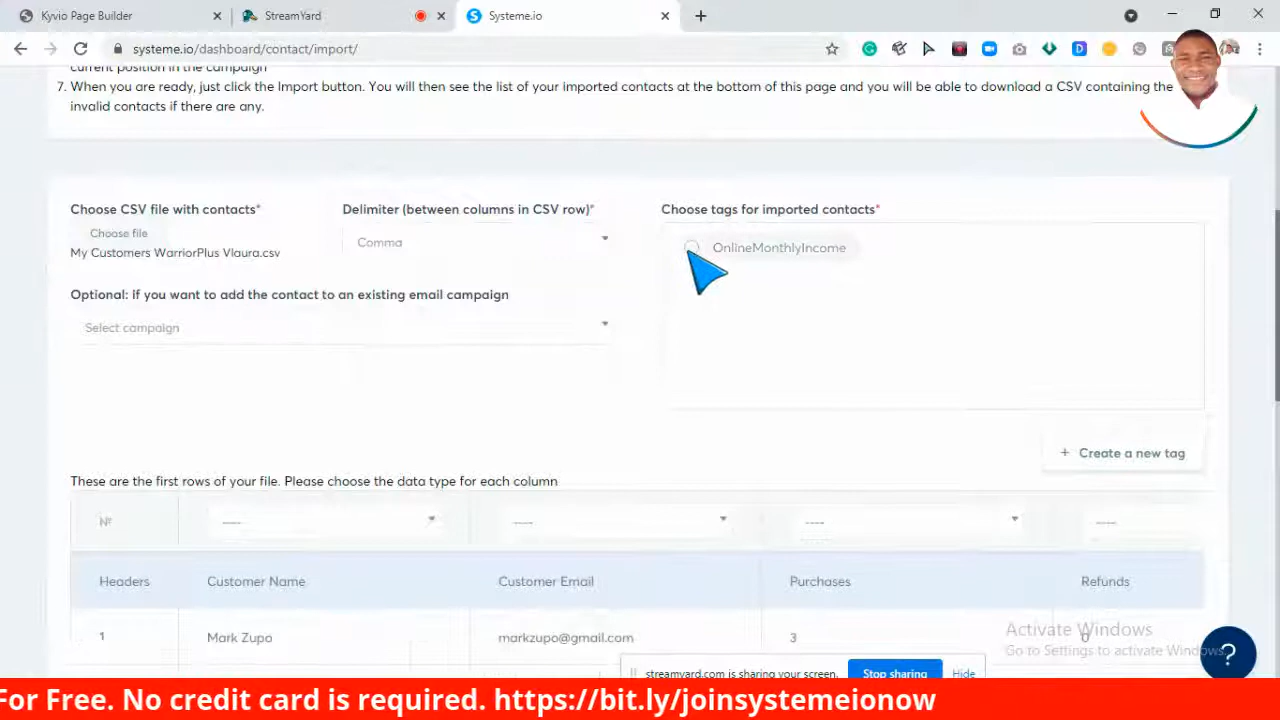 Kyvio Page Builder
StreamYard
Systeme.io
systeme.io/dashboard/contact/import/
current position in the campaign
7. When you are ready, just click the Import button. You will then see the list of your imported contacts at the bottom of this page and you will be able to download a CSV containing the
invalid contacts if there are any.
Choose CSV file with contacts*
Delimiter (between columns in CSV row)*
Choose tags for imported contacts*
Choose file
Comma
OnlineMonthlyIncome
My Customers WarriorPlus Vlaura.csv
Optional: if you want to add the contact to an existing email campaign
Select campaign
+ Create a new tag
These are the first rows of your file. Please choose the data type for each column
№ ---- ---- ---- ----
Headers Customer Name Customer Email Purchases Refunds
1 Mark Zupo markzupo@gmail.com 3 0
Activate Windows
Go to Settings to activate Windows.
?
streamyard.com is sharing your screen. Stop sharing Hide
For Free. No credit card is required. https://bit.ly/joinsystemeionow